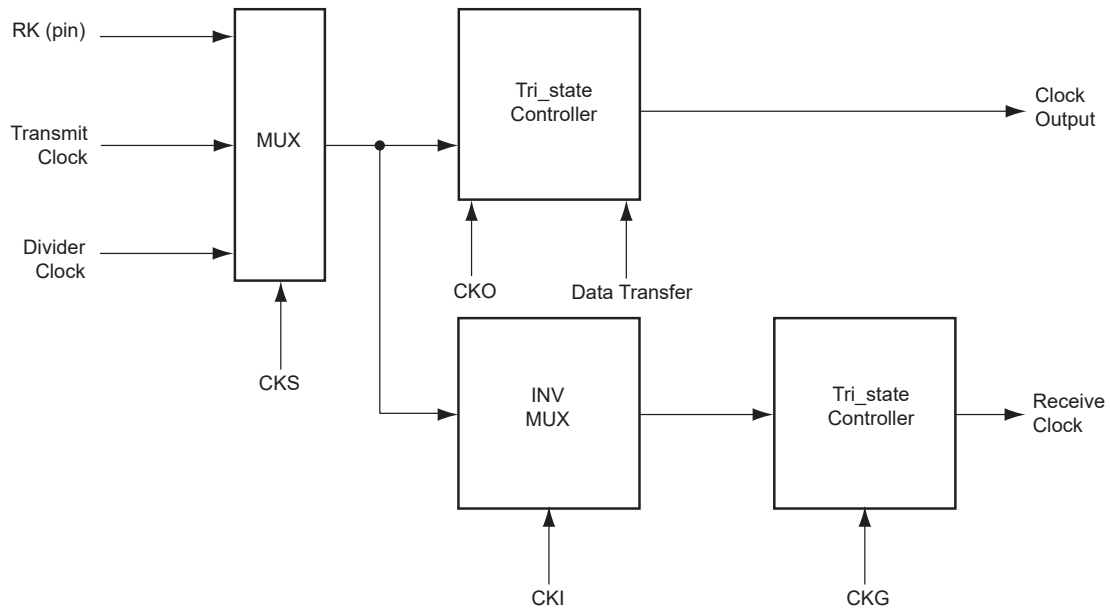 RK (pin)
Transmit
Clock
Divider
Clock
MUX
CKS
Tri_state
Controller
CKO
Data Transfer
Clock
Output
INV
MUX
CKI
Tri_state
Controller
CKG
Receive
Clock